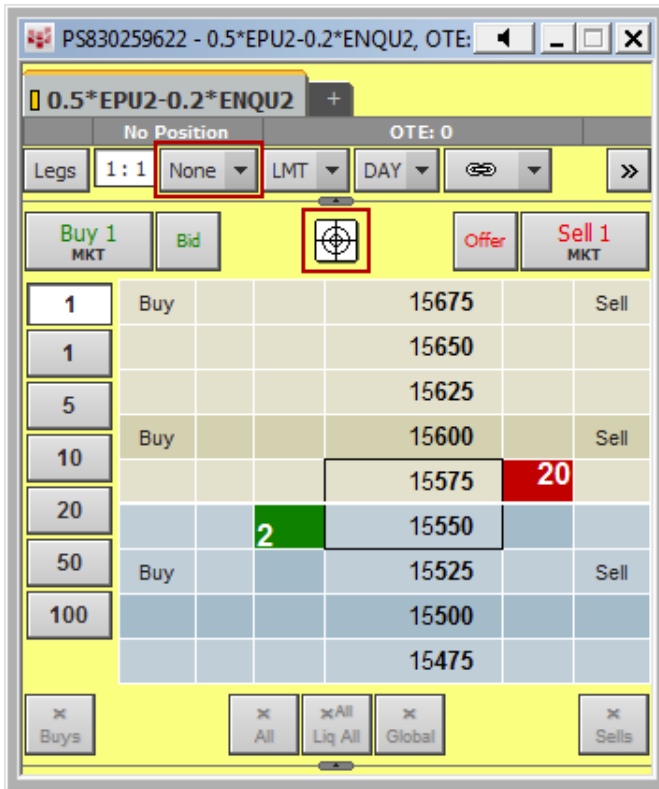 PS830259622 - 0.5*EPU2-0.2*ENQU2, OTE:
0.5*EPU2-0.2*ENQU2 +
No Position OTE: 0
Legs 1 : 1 None LMT DAY »
Buy 1 MKT Bid Offer Sell 1 MKT
1 Buy 15675 Sell
1 15650
5 15625
10 Buy 15600 Sell
15575 20
20 2 15550
50 Buy 15525 Sell
100 15500
15475
× Buys × All ×All Liq All × Global × Sells